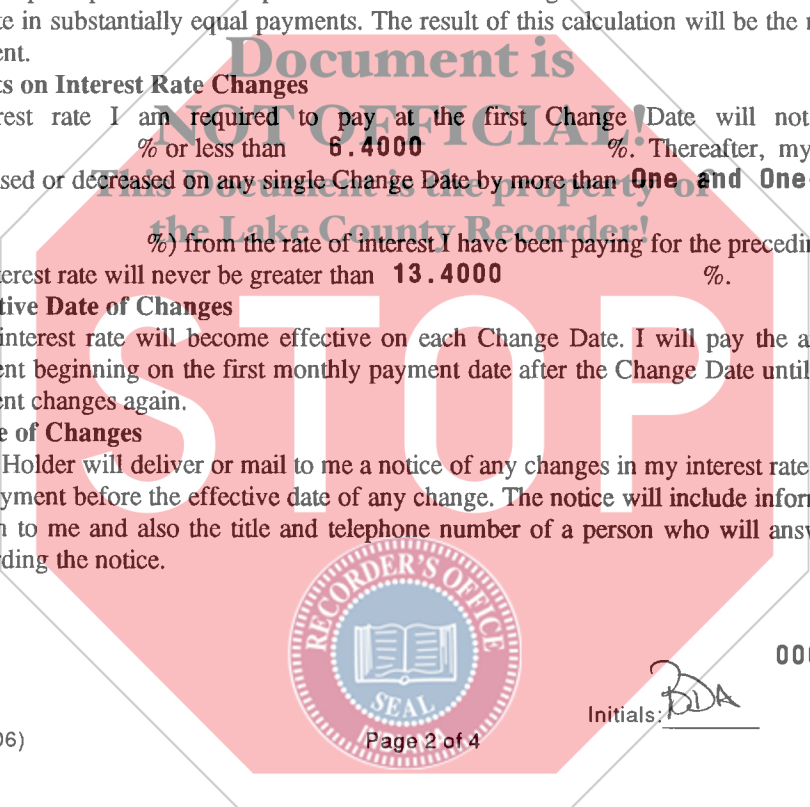 te in substantially equal payments. The result of this calculation will be the
ent.
Document is
ts on Interest Rate Changes
rest rate I am required to pay at the first Change Date will not
NOT OFFICIAL!
% or less than 6.4000 %. Thereafter, my
sed or decreased on any single Change Date by more than One and One-
This Document is the property of
the Lake County Recorder!
%) from the rate of interest I have been paying for the precedin
terest rate will never be greater than 13.4000 %.
tive Date of Changes
interest rate will become effective on each Change Date. I will pay the a
ent beginning on the first monthly payment date after the Change Date until
ent changes again.
STOP
e of Changes
Holder will deliver or mail to me a notice of any changes in my interest rate
yment before the effective date of any change. The notice will include infor
n to me and also the title and telephone number of a person who will answ
ding the notice.
RECORDER'S OFFICE
SEAL
INDIANA
000
Initials: BDA
06)
Page 2 of 4